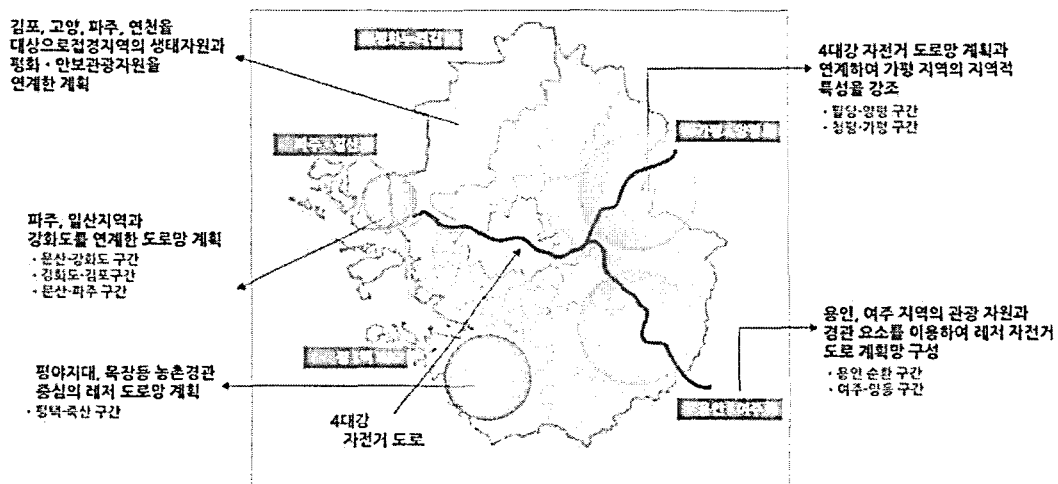 김포, 고양, 파주, 연천을
대상으로접경지역의 생태자원과
평화·안보관광자원을
연계한 계획
4대강 자전거 도로망 계획과
연계하여 가평 지역의 지역적
특성을 강조
· 팔당-양평 구간
· 청평-가평 구간
파주, 일산지역과
강화도를 연계한 도로망 계획
· 문산-강화도 구간
· 강화도-김포구간
· 문산-파주 구간
용인, 여주 지역의 관광 자원과
경관 요소를 이용하여 레저 자전거
도로 계획망 구성
· 용인 순환 구간
· 여주-양동 구간
평야지대, 목장등 농촌경관
중심의 레저 도로망 계획
· 평택-죽산 구간
4대강
자전거 도로